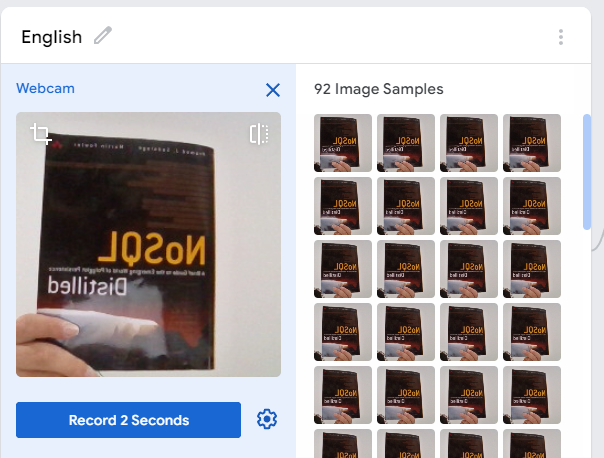 English
Webcam
92 Image Samples
Pramod J. Sadalage Martin Fowler
NoSQL
A Brief Guide to the Emerging World of Polyglot Persistence
Distilled
Record 2 Seconds